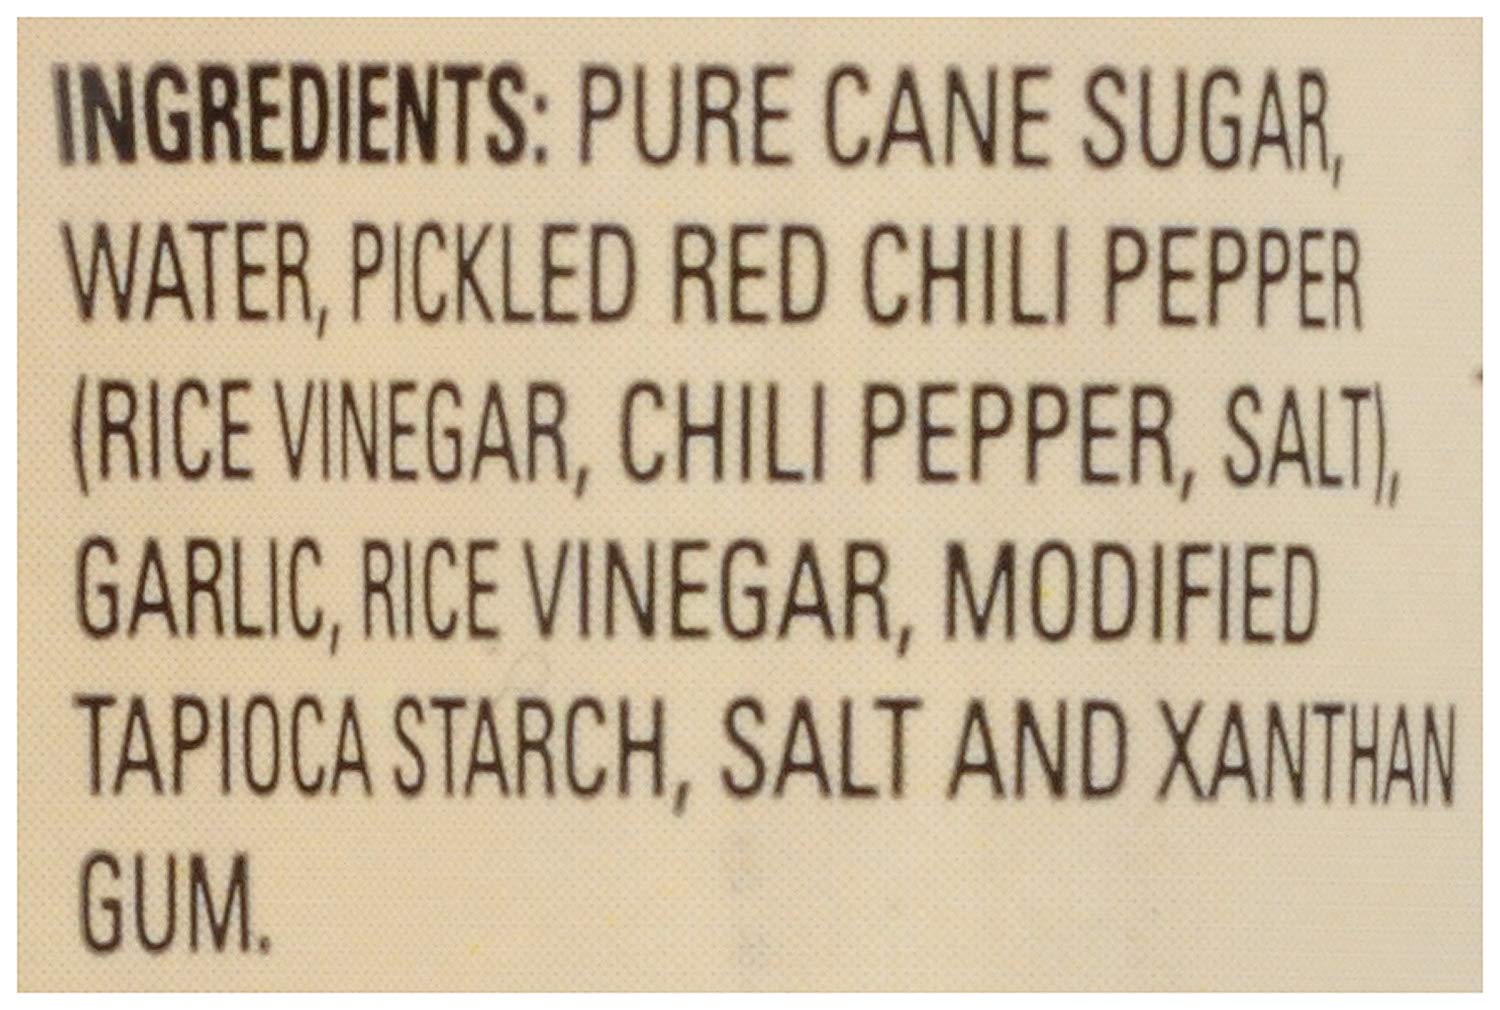 INGREDIENTS: PURE CANE SUGAR,
WATER, PICKLED RED CHILI PEPPER
(RICE VINEGAR, CHILI PEPPER, SALT),
GARLIC, RICE VINEGAR, MODIFIED
TAPIOCA STARCH, SALT AND XANTHAN
GUM.